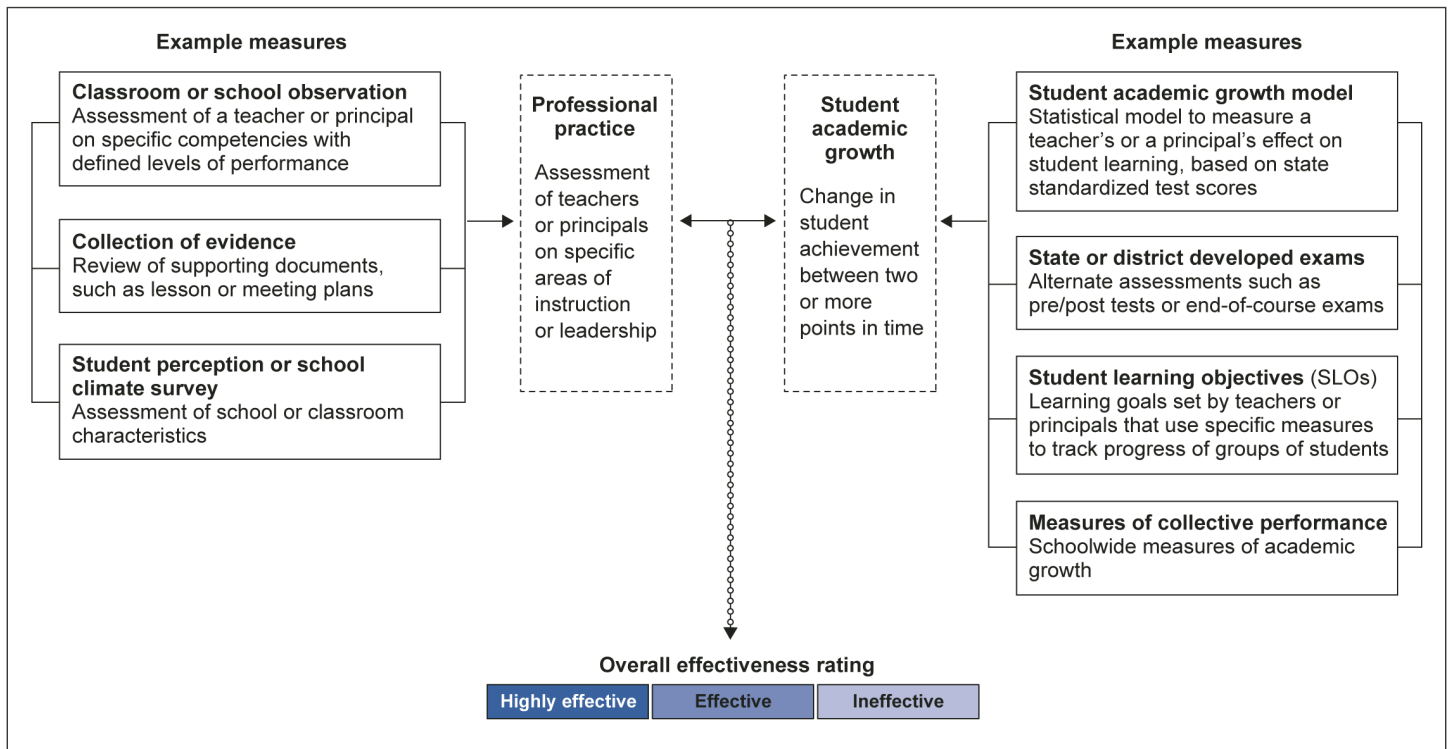 Example measures
Classroom or school observation
Assessment of a teacher or principal
on specific competencies with
defined levels of performance
Collection of evidence
Review of supporting documents,
such as lesson or meeting plans
Student perception or school
climate survey
Assessment of school or classroom
characteristics
Professional
practice
Assessment
of teachers
or principals
on specific
areas of
instruction
or leadership
Student
academic
growth
Change in
student
achievement
between two
or more
points in time
Example measures
Student academic growth model
Statistical model to measure a
teacher’s or a principal’s effect on
student learning, based on state
standardized test scores
State or district developed exams
Alternate assessments such as
pre/post tests or end-of-course exams
Student learning objectives (SLOs)
Learning goals set by teachers or
principals that use specific measures
to track progress of groups of students
Measures of collective performance
Schoolwide measures of academic
growth
Overall effectiveness rating
Highly effective
Effective
Ineffective